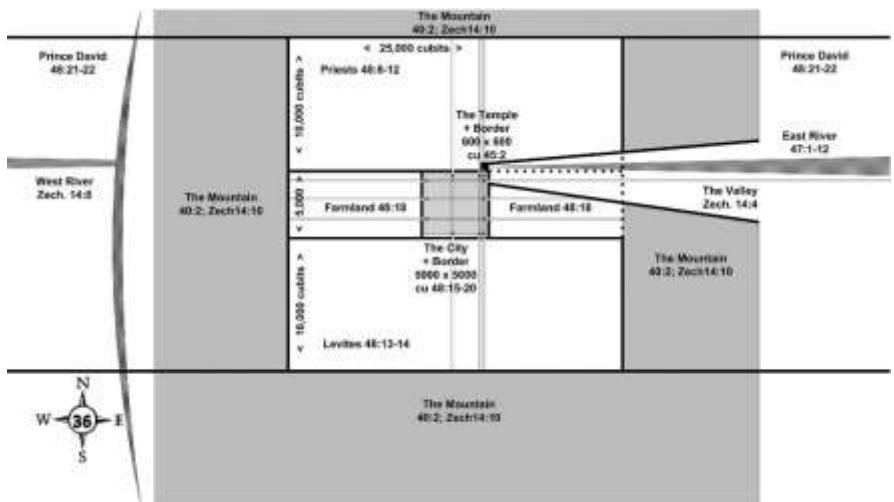 The Mountain
40:2; Zech14:10
Prince David
48:21-22
< 25,000 cubits >
Priests 48:8-12
< 10,000 cubits >
Prince David
48:21-22
The Temple
+ Border
600 x 600
cu 45:2
East River
47:1-12
West River
Zech. 14:8
The Mountain
40:2; Zech14:10
< 5,000 >
Farmland 48:18
Farmland 48:18
The Valley
Zech. 14:4
The City
+ Border
5000 x 5000
cu 48:15-20
The Mountain
40:2; Zech14:10
< 10,000 cubits >
Levites 48:13-14
N
W 36 E
S
The Mountain
40:2; Zech14:10